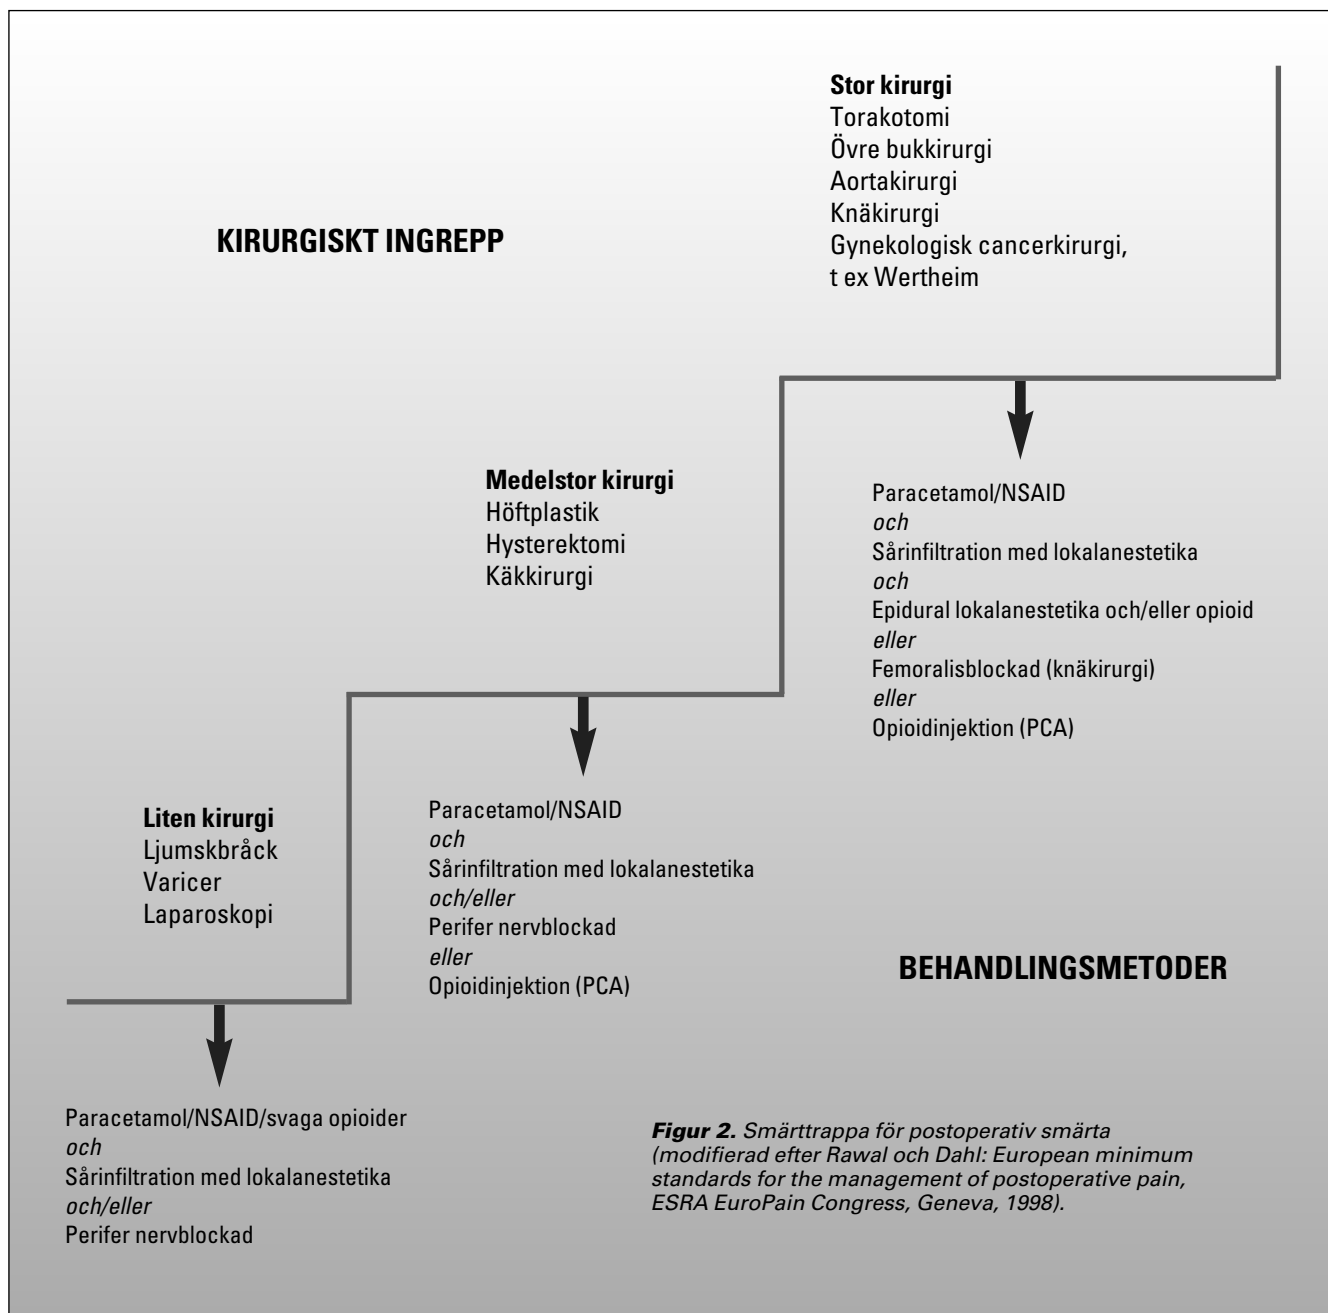 KIRURGISKT INGREPP
Stor kirurgi
Torakotomi
Övre bukkirurgi
Aortakirurgi
Knäkirurgi
Gynekologisk cancerkirurgi,
t ex Wertheim
Paracetamol/NSAID
och
Sårinfiltration med lokalanestetika
och
Epidural lokalanestetika och/eller opioid
eller
Femoralisblockad (knäkirurgi)
eller
Opioidinjektion (PCA)
Medelstor kirurgi
Höftplastik
Hysterektomi
Käkkirurgi
Paracetamol/NSAID
och
Sårinfiltration med lokalanestetika
och/eller
Perifer nervblockad
eller
Opioidinjektion (PCA)
Liten kirurgi
Ljumskbråck
Varicer
Laparoskopi
Paracetamol/NSAID/svaga opioider
och
Sårinfiltration med lokalanestetika
och/eller
Perifer nervblockad
BEHANDLINGSMETODER
Figur 2. Smärttrappa för postoperativ smärta
(modifierad efter Rawal och Dahl: European minimum
standards for the management of postoperative pain,
ESRA EuroPain Congress, Geneva, 1998).